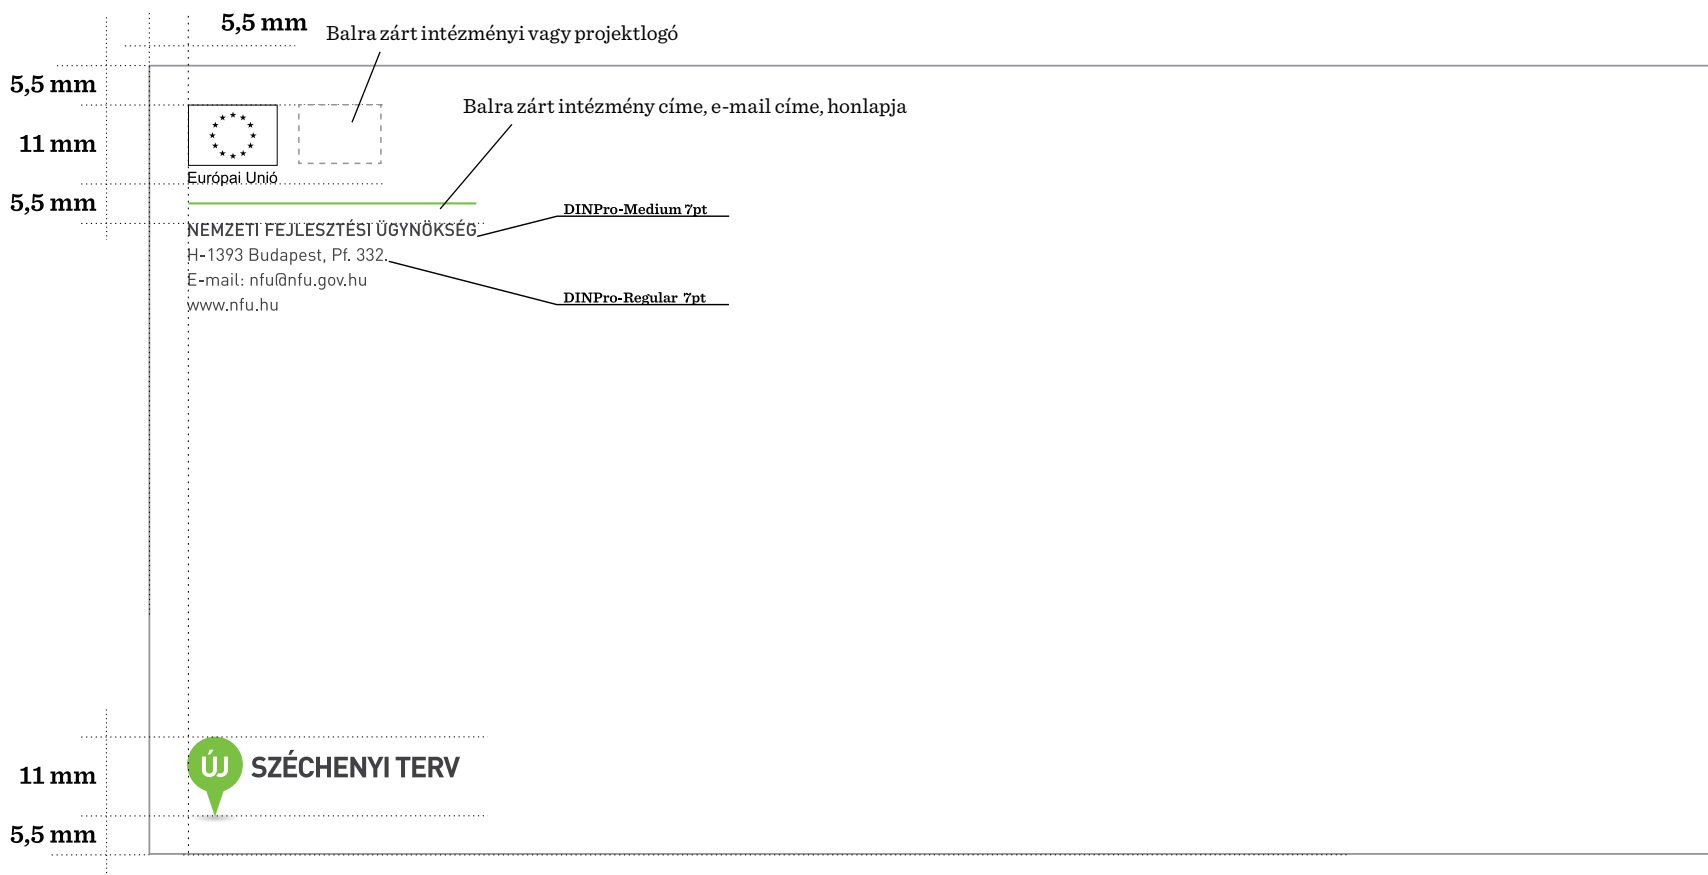 5,5 mm
Balra zárt intézményi vagy projektlogó
5,5 mm
Balra zárt intézmény címe, e-mail címe, honlapja
11 mm
Európai Unió
5,5 mm
DINPro-Medium 7pt
NEMZETI FEJLESZTÉSI ÜGYNÖKSÉG
H-1393 Budapest, Pf. 332.
E-mail: nfu@nfu.gov.hu
DINPro-Regular 7pt
www.nfu.hu
ÚJ SZÉCHENYI TERV
11 mm
5,5 mm